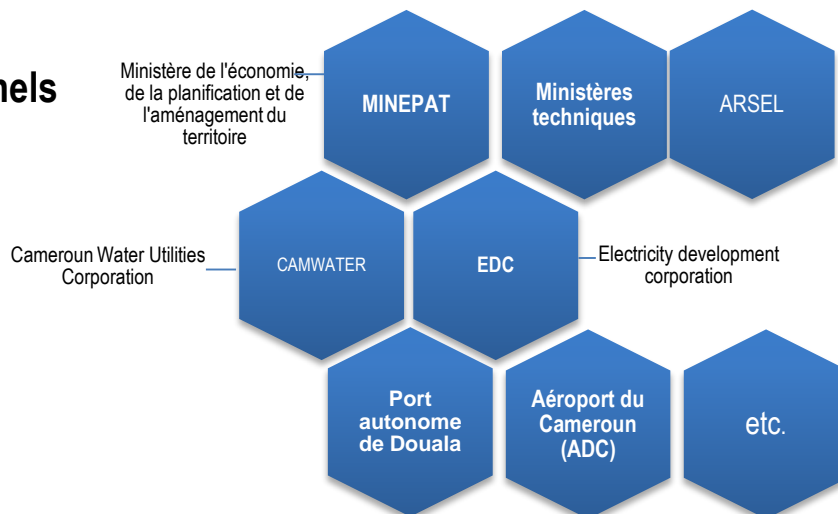 nels
Ministère de l'économie,
de la planification et de
l'aménagement du
territoire
MINEPAT
Ministères
techniques
ARSEL
Cameroun Water Utilities
Corporation
CAMWATER
EDC
Electricity development
corporation
Port
autonome
de Douala
Aéroport du
Cameroun
(ADC)
etc.